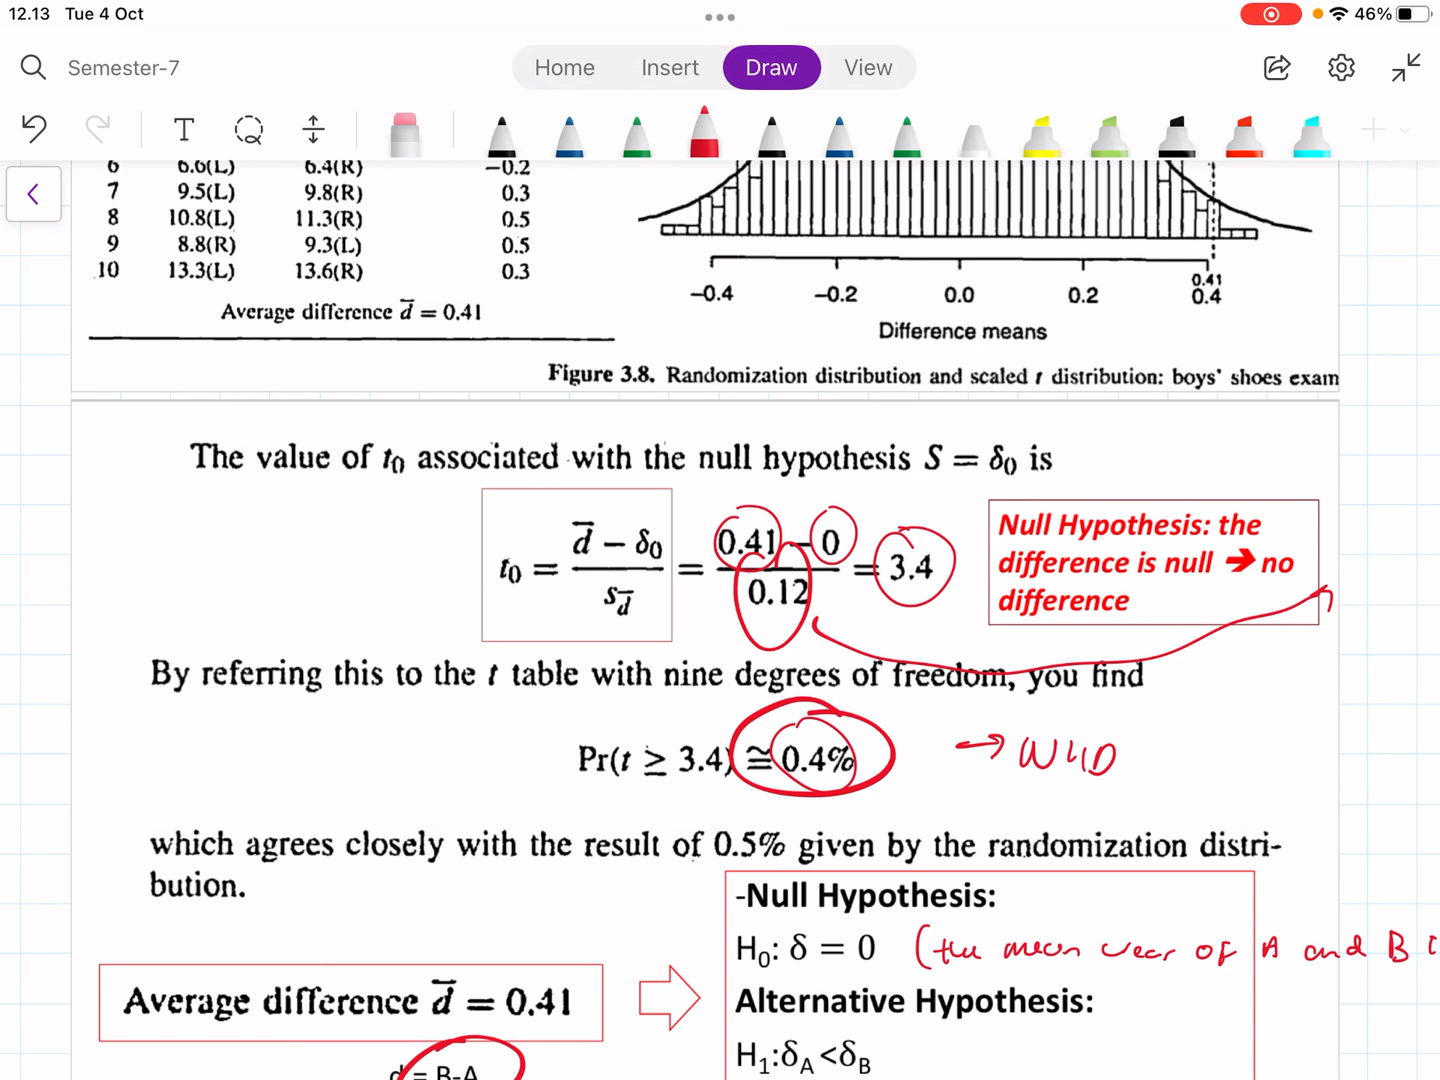 12.13 Tue 4 Oct
46%
Semester-7
Home Insert Draw View
T
6 6.6(L) 6.4(R) −0.2
7 9.5(L) 9.8(R) 0.3
8 10.8(L) 11.3(R) 0.5
9 8.8(R) 9.3(L) 0.5
10 13.3(L) 13.6(R) 0.3
Average difference d̅ = 0.41
0.41
−0.4 −0.2 0.0 0.2 0.4
Difference means
Figure 3.8. Randomization distribution and scaled t distribution: boys' shoes exam
The value of t₀ associated with the null hypothesis S = δ₀ is
t₀ = (d̅ − δ₀) / s_d̅ = (0.41 − 0) / 0.12 = 3.4
Null Hypothesis: the
difference is null ➔ no
difference
By referring this to the t table with nine degrees of freedom, you find
Pr(t ≥ 3.4) ≅ 0.4%
which agrees closely with the result of 0.5% given by the randomization distri-
bution.
-Null Hypothesis:
H₀: δ = 0 (the mean wear of A and B
Average difference d̅ = 0.41
Alternative Hypothesis:
H₁:δ_A <δ_B
d = B-A